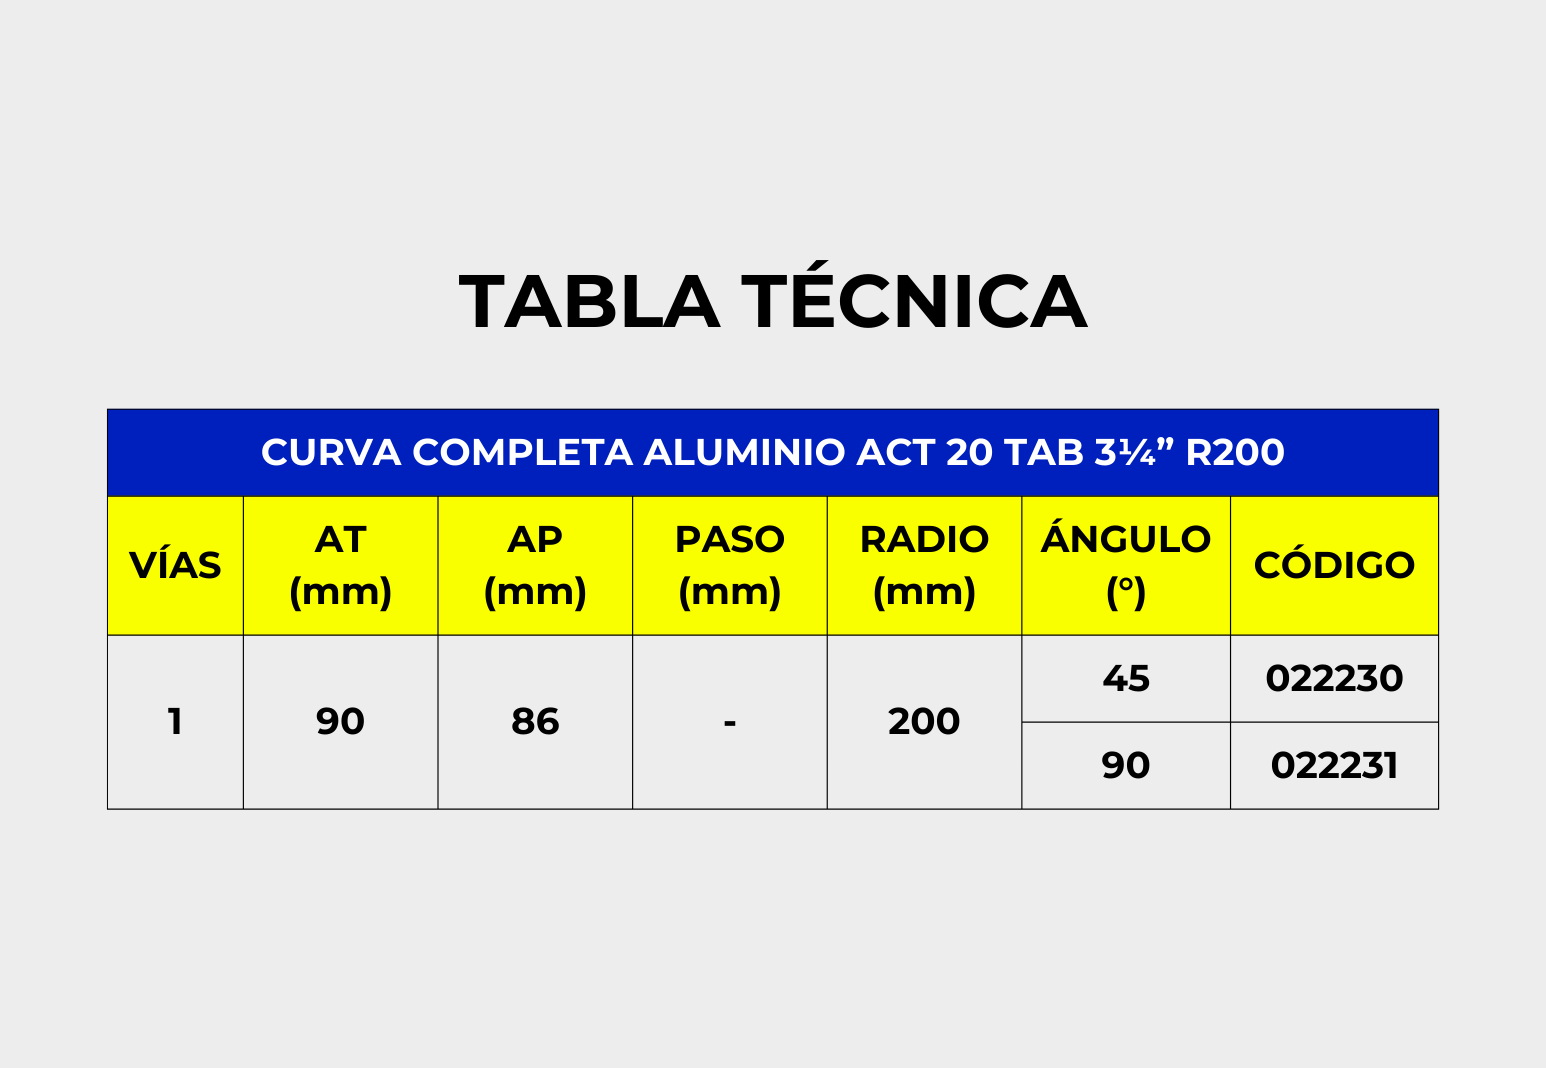 TABLA TÉCNICA
CURVA COMPLETA ALUMINIO ACT 20 TAB 3¼” R200
VÍAS AT (mm) AP (mm) PASO (mm) RADIO (mm) ÁNGULO (°) CÓDIGO
1 90 86 - 200 45 022230
90 022231